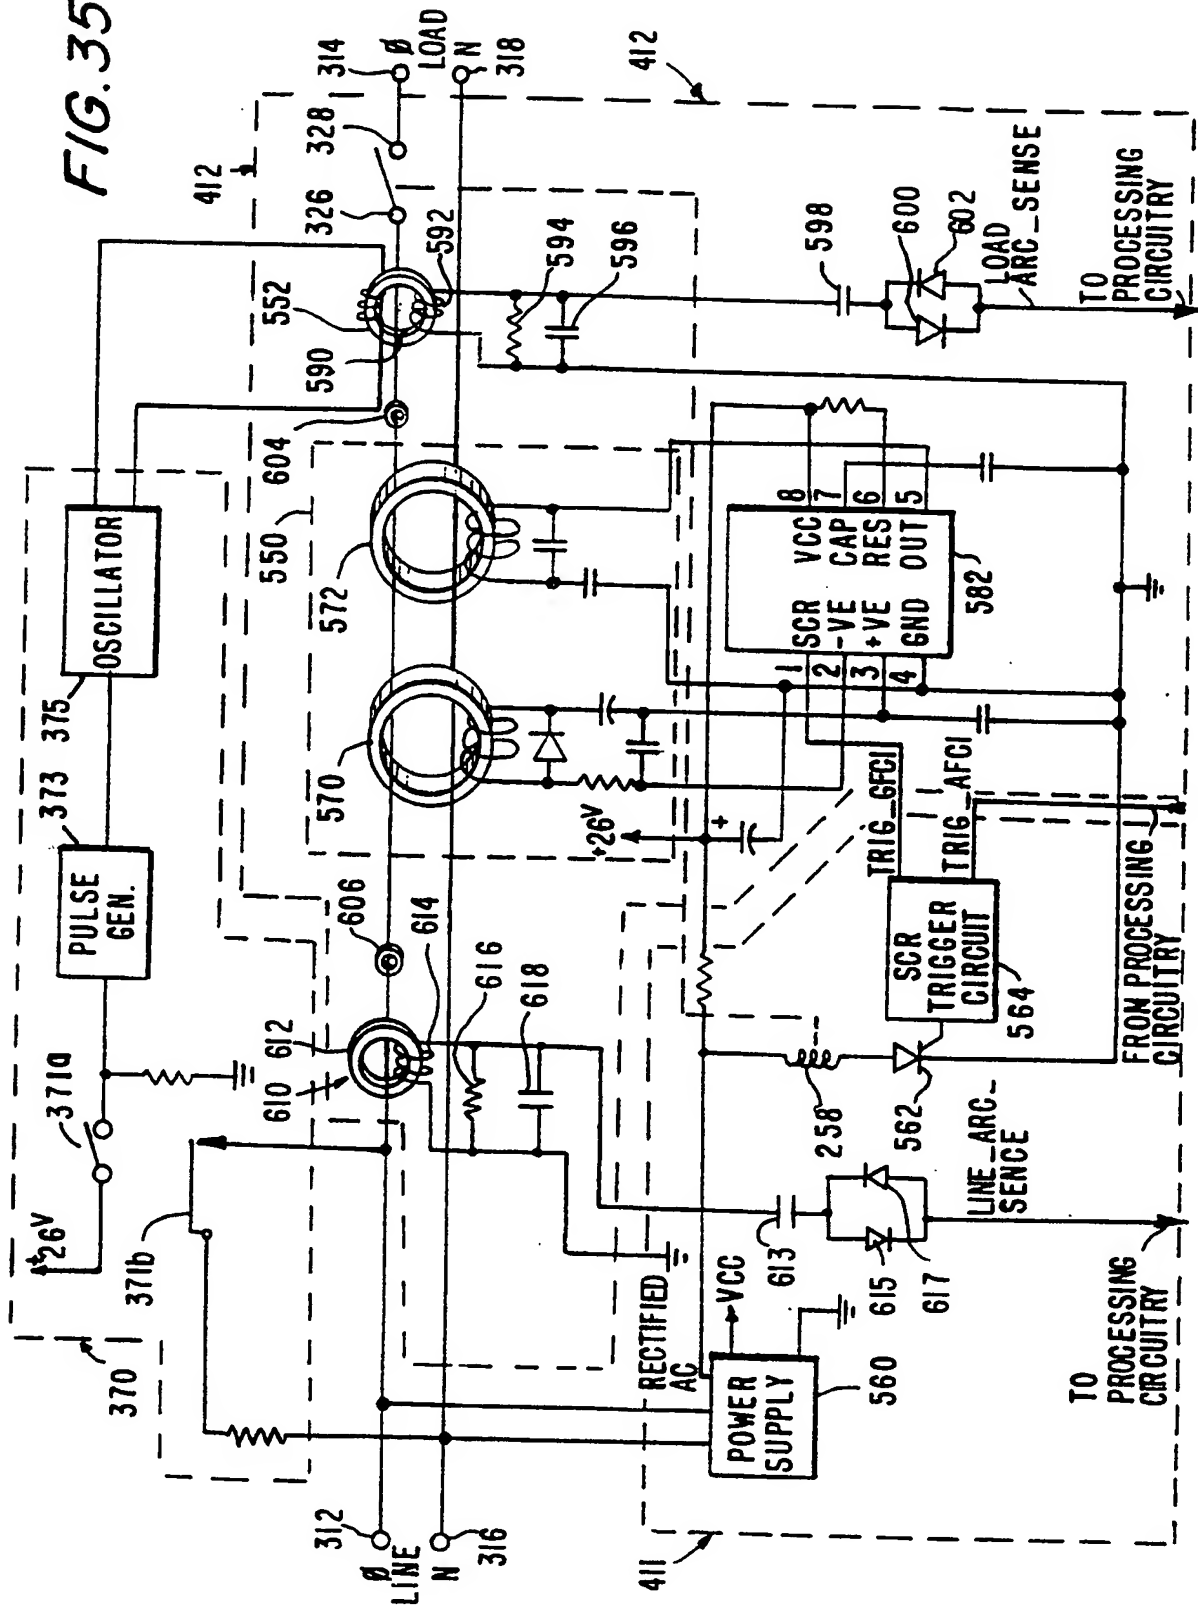 FIG. 35
314
Ø
LOAD
N
318
412
412
328
326
592
594
596
598
600
602
LOAD
ARC_SENSE
TO
PROCESSING
CIRCUITRY
552
590
604
550
572
570
OSCILLATOR
375
373
PULSE
GEN.
371a
+26V
371b
370
606
614
612
610
616
618
+26V
+
8
7
6
5
VCC
CAP
RES
OUT
SCR
-VE
+VE
GND
1
2
3
4
582
TRIG_GFCI
TRIG_AFCI
SCR
TRIGGER
CIRCUIT
564
FROM PROCESSING
CIRCUITRY
258
562
LINE_ARC_
SENCE
613
615
617
TO
PROCESSING
CIRCUITRY
RECTIFIED
AC
VCC
POWER
SUPPLY
560
312
Ø
LINE
N
316
411